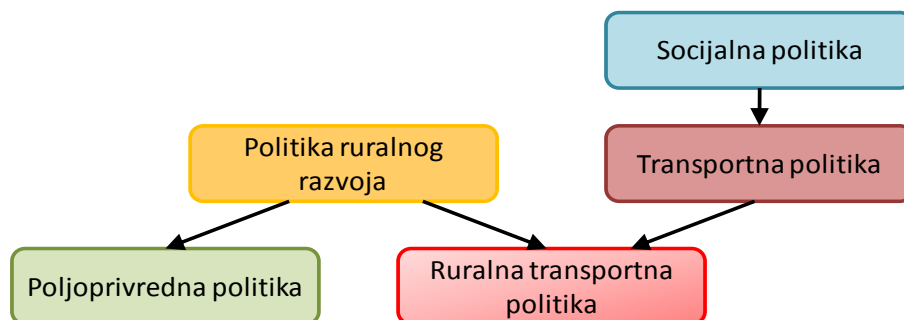 Socijalna politika
Politika ruralnog
razvoja
Transportna politika
Poljoprivredna politika
Ruralna transportna
politika